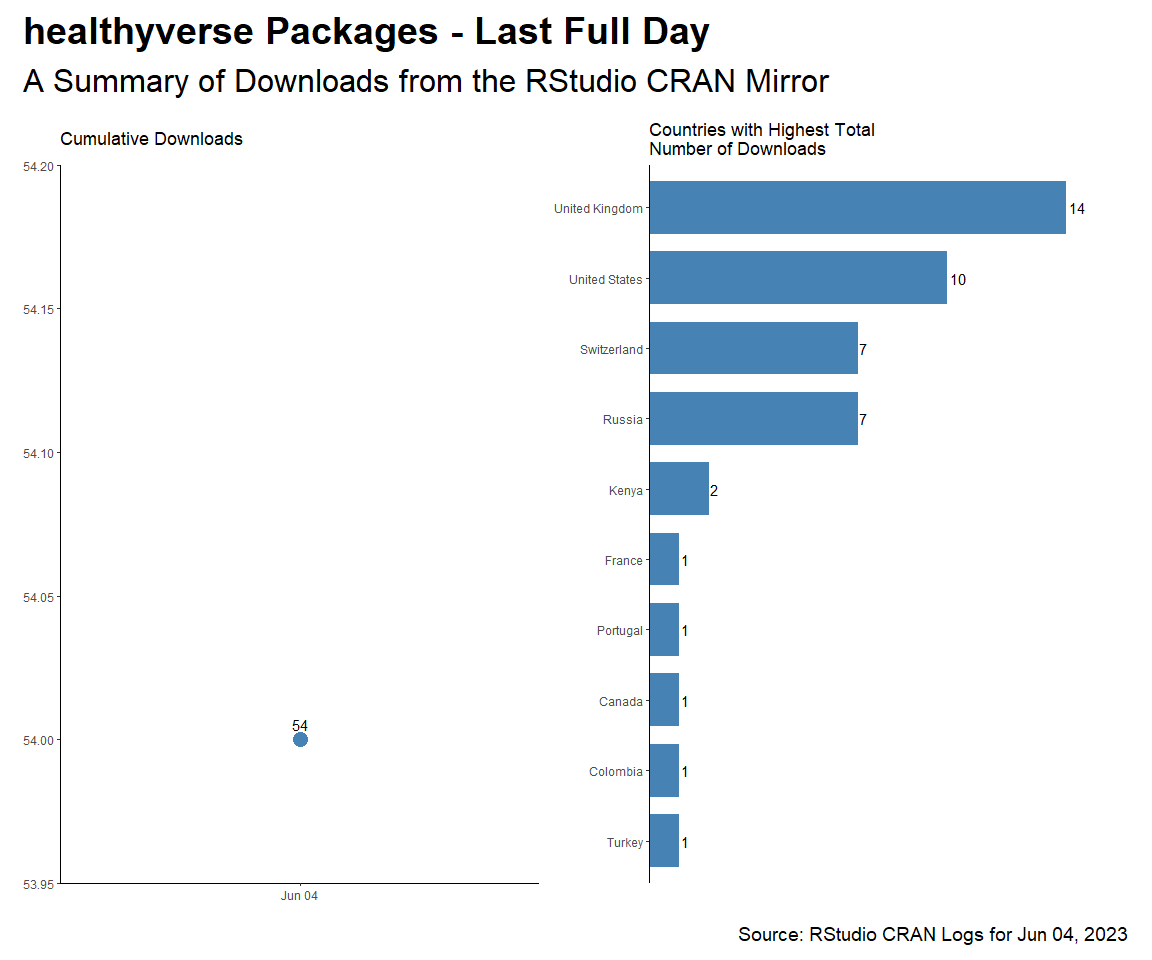 healthyverse Packages - Last Full Day
A Summary of Downloads from the RStudio CRAN Mirror
Cumulative Downloads
54.20
54.15
54.10
54.05
54.00
53.95
54
Jun 04
Countries with Highest Total
Number of Downloads
United Kingdom 14
United States 10
Switzerland 7
Russia 7
Kenya 2
France 1
Portugal 1
Canada 1
Colombia 1
Turkey 1
Source: RStudio CRAN Logs for Jun 04, 2023